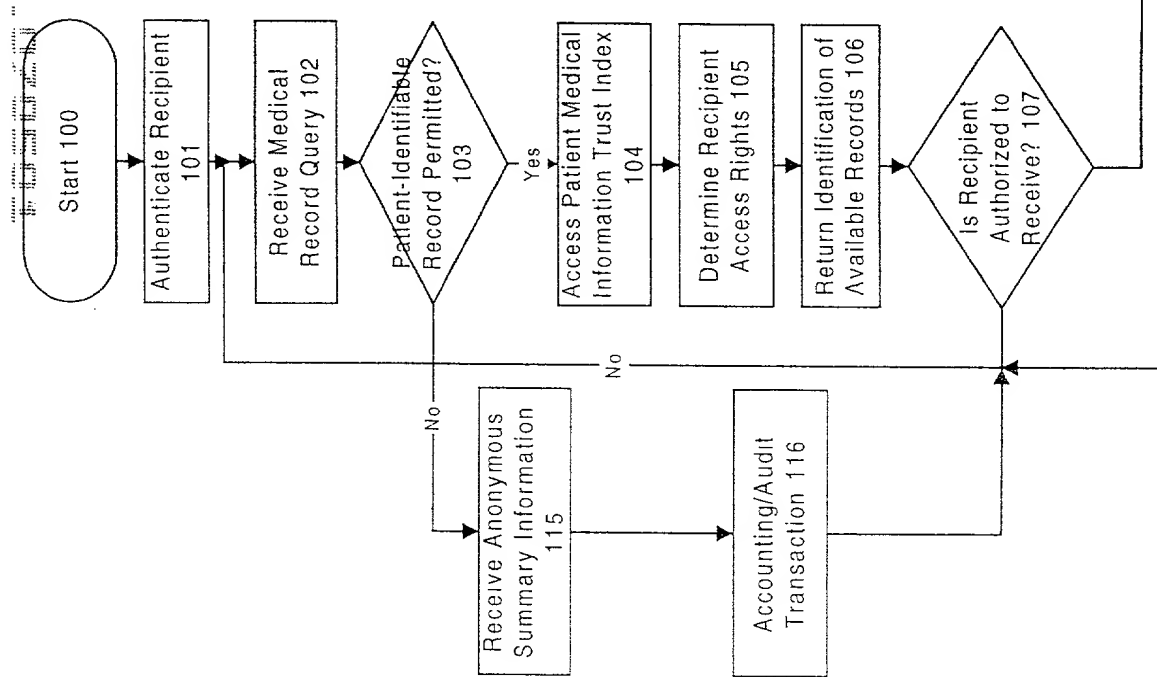 Start 100
Authenticate Recipient
101
Receive Medical
Record Query 102
Patient-Identifiable
Record Permitted?
103
No
Yes
Access Patient Medical
Information Trust Index
104
Determine Recipient
Access Rights 105
Return Identification of
Available Records 106
Is Recipient
Authorized to
Receive? 107
No
Receive Anonymous
Summary Information
115
Accounting/Audit
Transaction 116